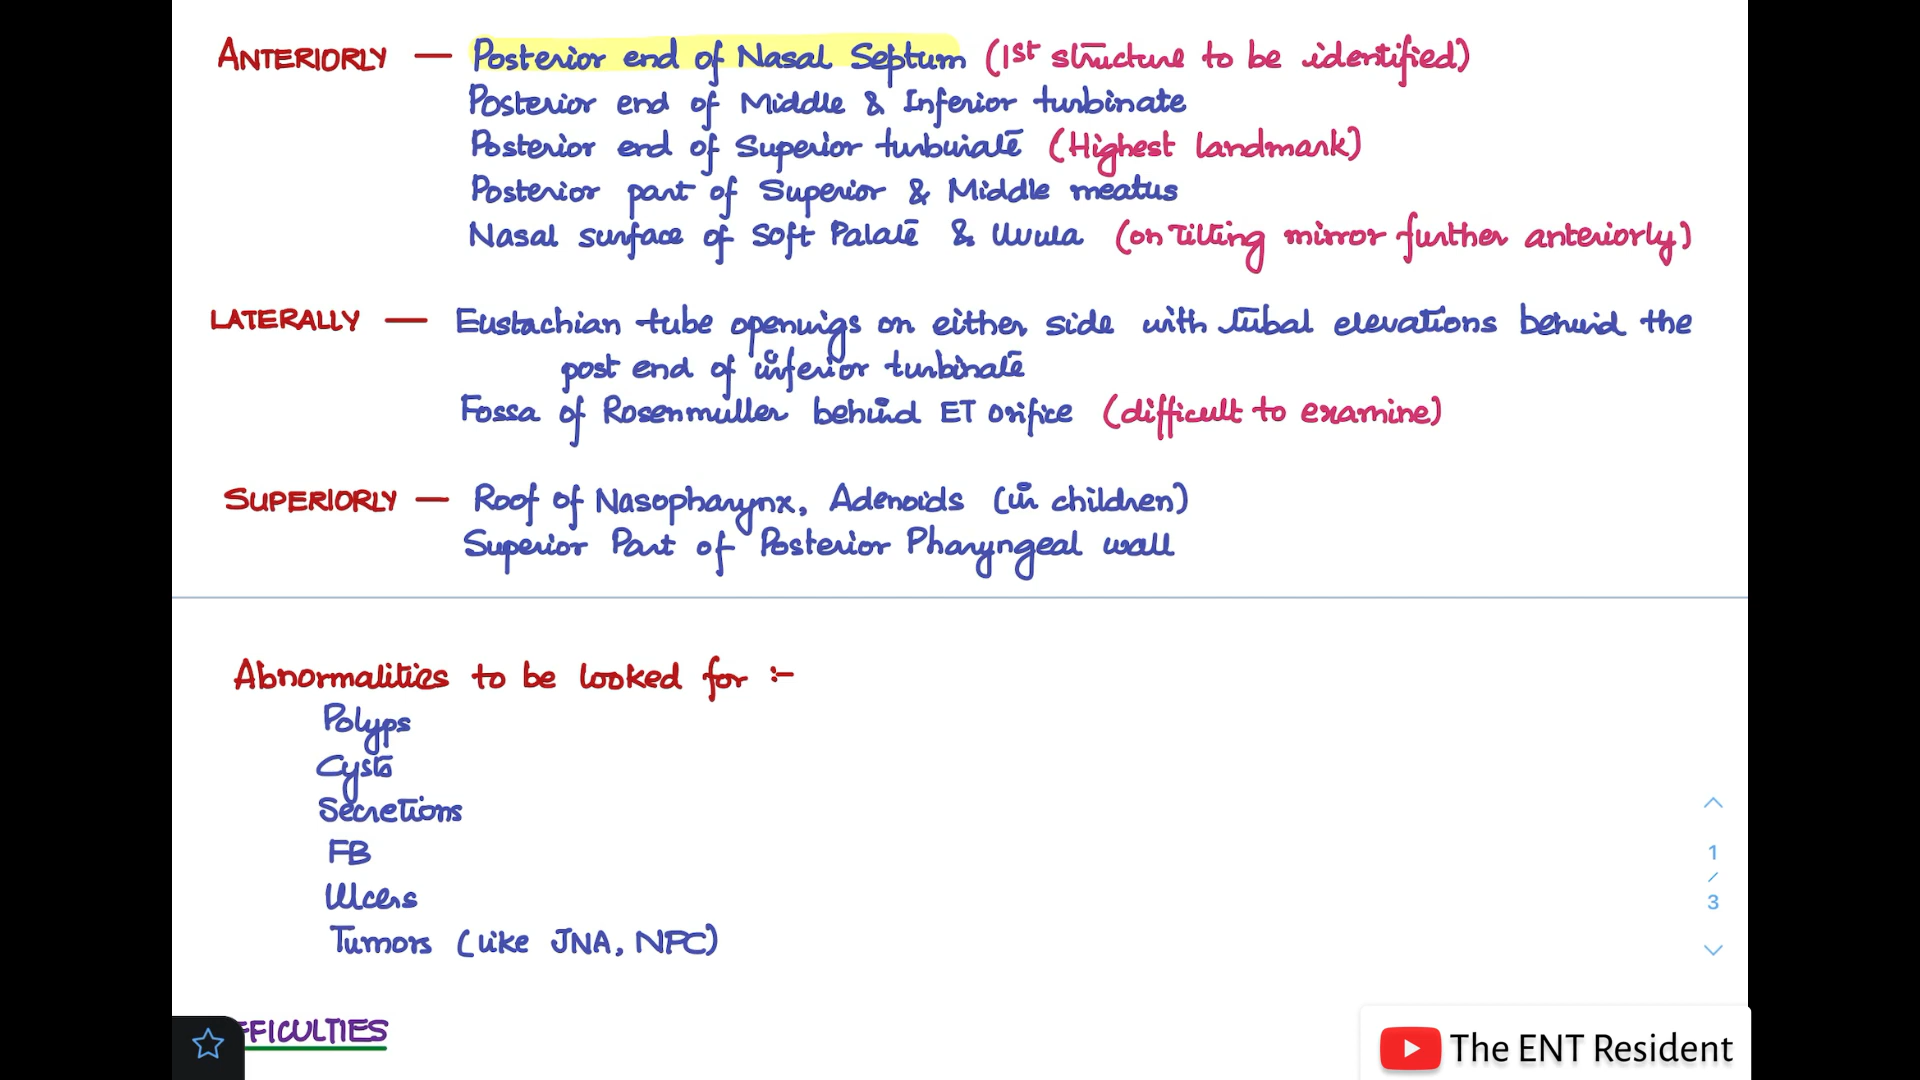 ANTERIORLY — Posterior end of Nasal Septum (1st structure to be identified)
Posterior end of Middle & Inferior turbinate
Posterior end of Superior turbinate (Highest landmark)
Posterior part of Superior & Middle meatus
Nasal surface of Soft Palate & Uvula (on Tilting mirror further anteriorly)
LATERALLY — Eustachian tube openings on either side with tubal elevations behind the
post end of inferior turbinate
Fossa of Rosenmuller behind ET orifice (difficult to examine)
SUPERIORLY — Roof of Nasopharynx, Adenoids (in children)
Superior Part of Posterior Pharyngeal wall
Abnormalities to be looked for :-
Polyps
Cysts
Secretions
FB
Ulcers
Tumors (like JNA, NPC)
1
/
3
FFICULTIES
The ENT Resident